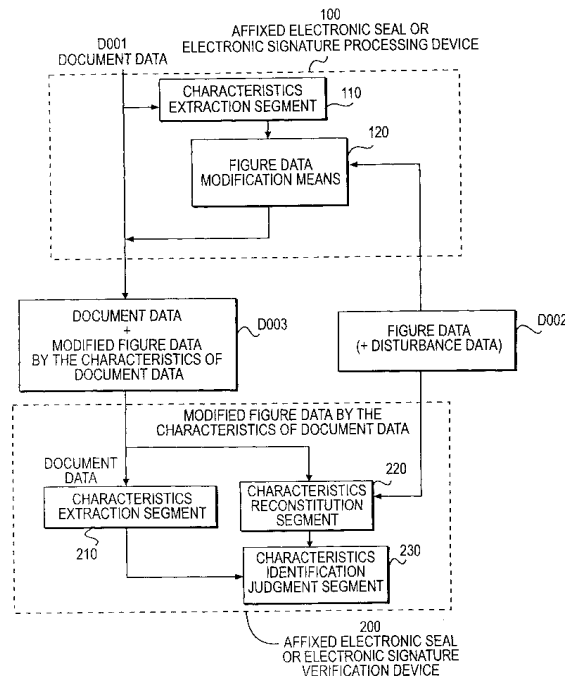 100
AFFIXED ELECTRONIC SEAL OR
ELECTRONIC SIGNATURE PROCESSING DEVICE
D001
DOCUMENT DATA
CHARACTERISTICS
EXTRACTION SEGMENT
110
120
FIGURE DATA
MODIFICATION MEANS
DOCUMENT DATA
+
MODIFIED FIGURE DATA
BY THE CHARACTERISTICS OF
DOCUMENT DATA
D003
FIGURE DATA
(+ DISTURBANCE DATA)
D002
MODIFIED FIGURE DATA BY THE
CHARACTERISTICS OF DOCUMENT DATA
DOCUMENT
DATA
CHARACTERISTICS
EXTRACTION SEGMENT
210
220
CHARACTERISTICS
RECONSTITUTION
SEGMENT
230
CHARACTERISTICS
IDENTIFICATION
JUDGMENT SEGMENT
200
AFFIXED ELECTRONIC SEAL
OR ELECTRONIC SIGNATURE
VERIFICATION DEVICE